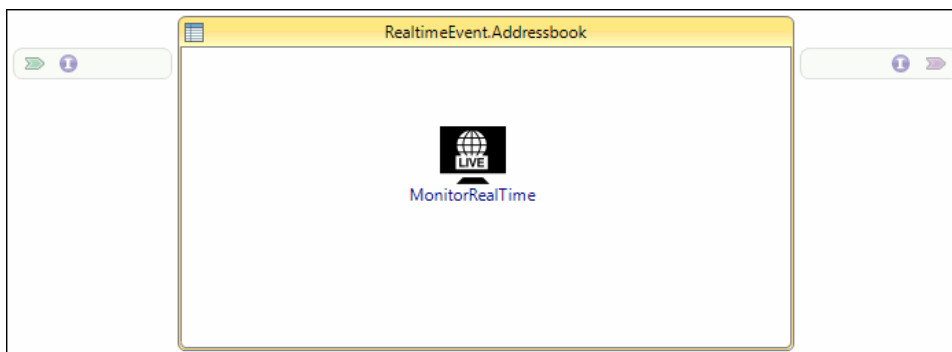 RealtimeEvent.Addressbook
I
I
LIVE
MonitorRealTime